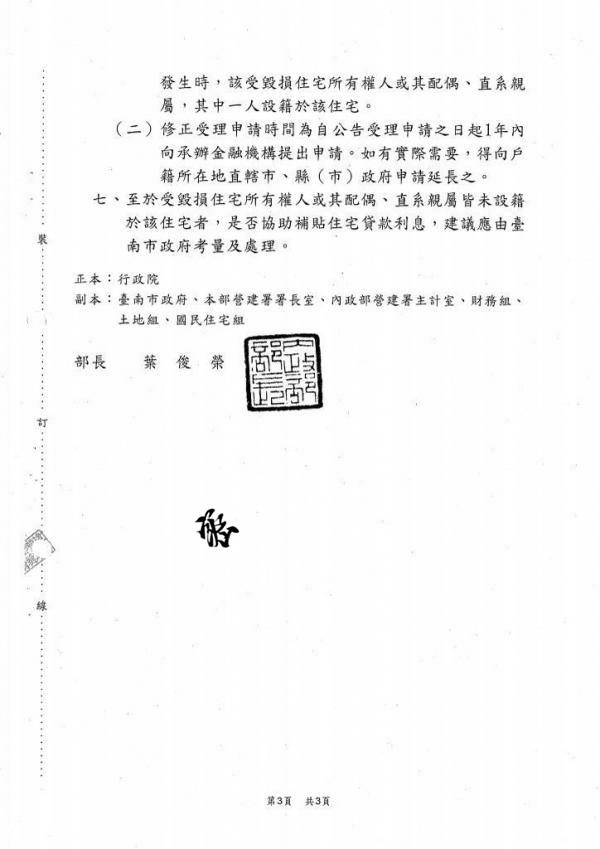 發生時，該受毀損住宅所有權人或其配偶、直系親
屬，其中一人設籍於該住宅。
（二）修正受理申請時間為自公告受理申請之日起1年內
向承辦金融機構提出申請。如有實際需要，得向戶
籍所在地直轄市、縣（市）政府申請延長之。
七、至於受毀損住宅所有權人或其配偶、直系親屬皆未設籍
於該住宅者，是否協助補貼住宅貸款利息，建議應由臺
南市政府考量及處理。
正本：行政院
副本：臺南市政府、本部營建署署長室、內政部營建署主計室、財務組、
土地組、國民住宅組
部長 葉俊榮
內政部
部長
裝
訂
線
第3頁 共3頁